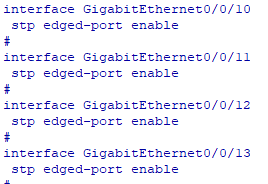 interface GigabitEthernet0/0/10
 stp edged-port enable
#
interface GigabitEthernet0/0/11
 stp edged-port enable
#
interface GigabitEthernet0/0/12
 stp edged-port enable
#
interface GigabitEthernet0/0/13
 stp edged-port enable
#